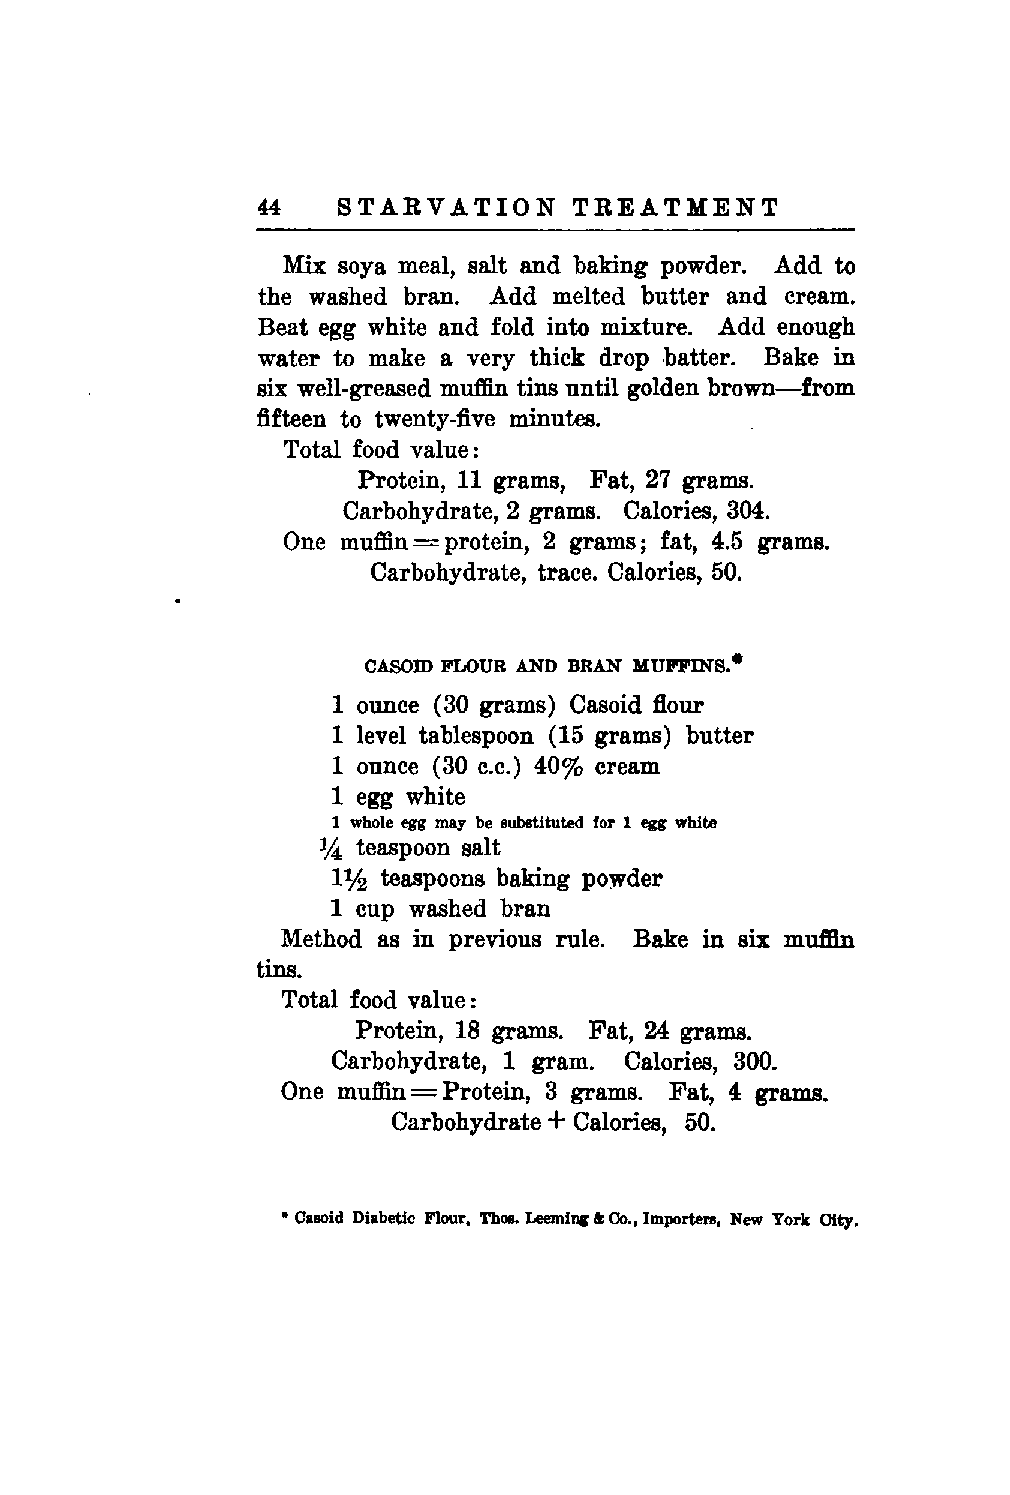 44 STARVATION TREATMENT
Mix soya meal, salt and baking powder. Add to
the washed bran. Add melted butter and cream.
Beat egg white and fold into mixture. Add enough
water to make a very thick drop batter. Bake in
six well-greased muffin tins until golden brown—from
fifteen to twenty-five minutes.
Total food value:
Protein, 11 grams, Fat, 27 grams.
Carbohydrate, 2 grams. Calories, 304.
One muffin = protein, 2 grams; fat, 4.5 grams.
Carbohydrate, trace. Calories, 50.
CASOID FLOUR AND BRAN MUFFINS.*
1 ounce (30 grams) Casoid flour
1 level tablespoon (15 grams) butter
1 ounce (30 c.c.) 40% cream
1 egg white
1 whole egg may be substituted for 1 egg white
¼ teaspoon salt
1½ teaspoons baking powder
1 cup washed bran
Method as in previous rule. Bake in six muffin
tins.
Total food value:
Protein, 18 grams. Fat, 24 grams.
Carbohydrate, 1 gram. Calories, 300.
One muffin = Protein, 3 grams. Fat, 4 grams.
Carbohydrate + Calories, 50.
* Casoid Diabetic Flour, Thos. Leeming & Co., Importers, New York City.